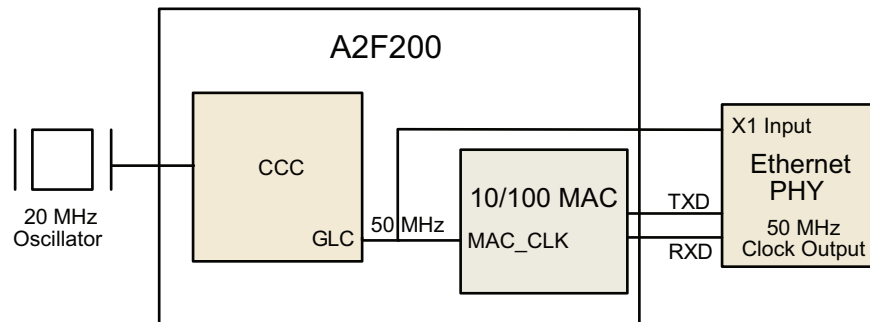 A2F200
20 MHz
Oscillator
CCC
GLC
50 MHz
10/100 MAC
MAC_CLK
TXD
RXD
X1 Input
Ethernet
PHY
50 MHz
Clock Output